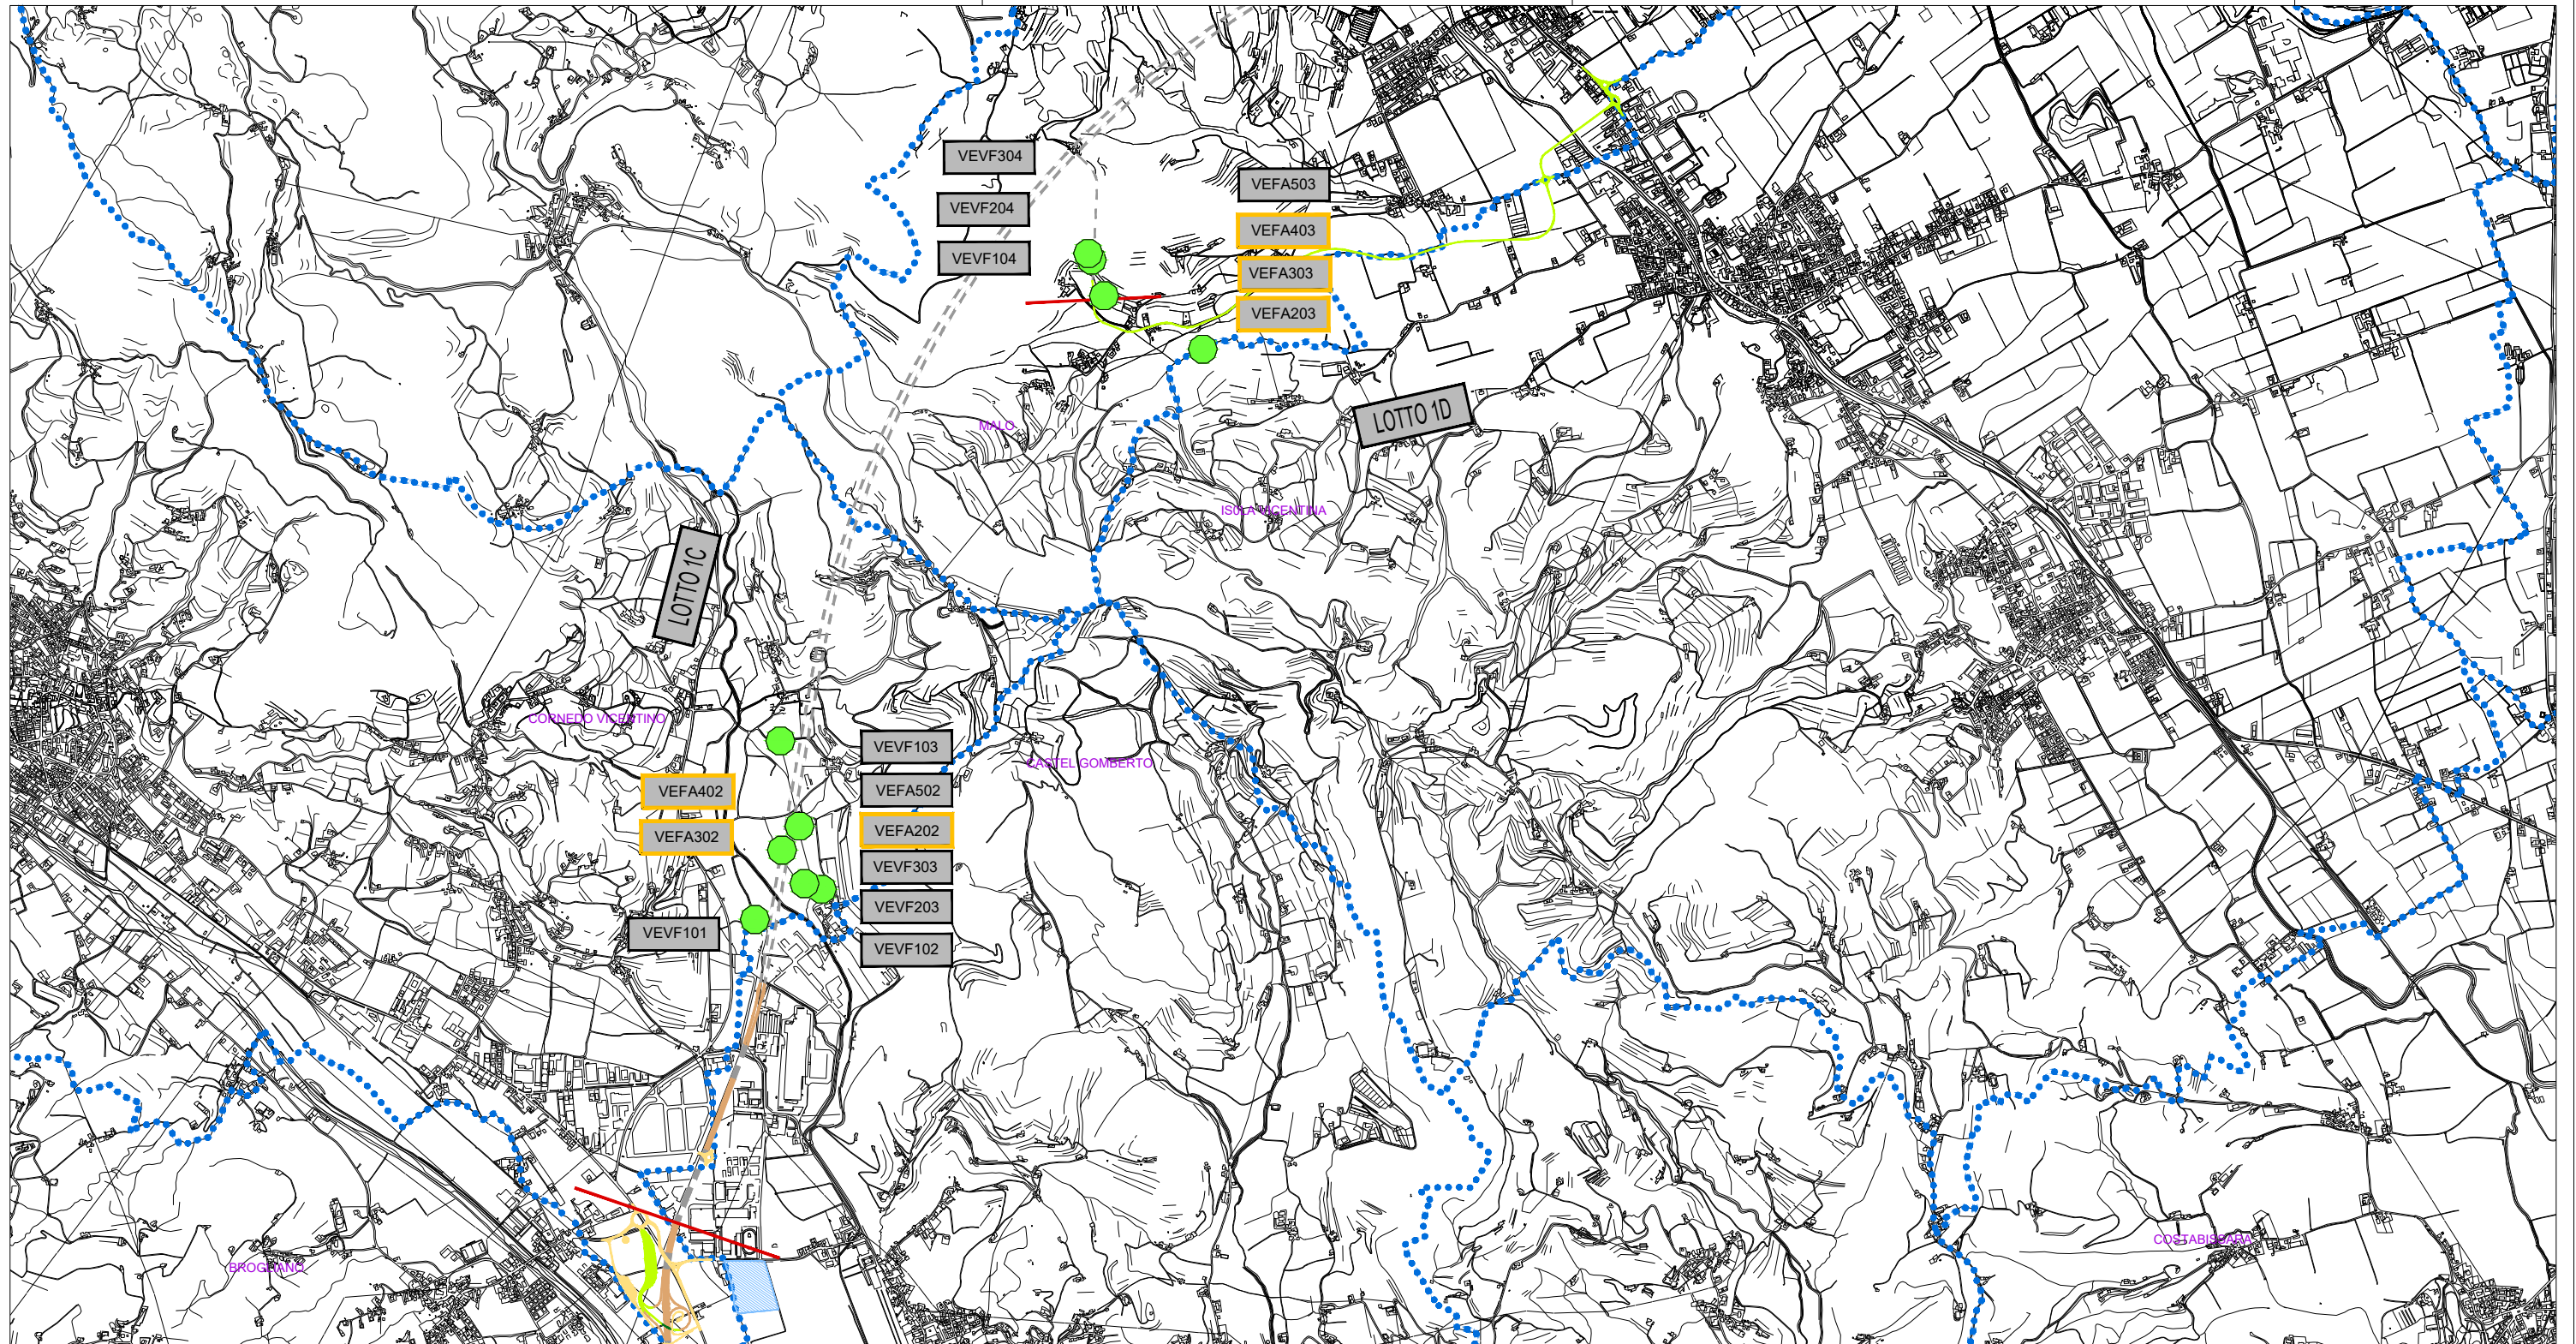 VEVF304
VEVF204
VEVF104
VEFA503
VEFA403
VEFA303
VEFA203
LOTTO 1D
MALO
ISOLA VICENTINA
LOTTO 1C
CORNEDO VICENTINO
CASTEL GOMBERTO
VEVF103
VEFA502
VEFA202
VEVF303
VEVF203
VEVF102
VEFA402
VEFA302
VEVF101
BROGLIANO
COSTABISSARA